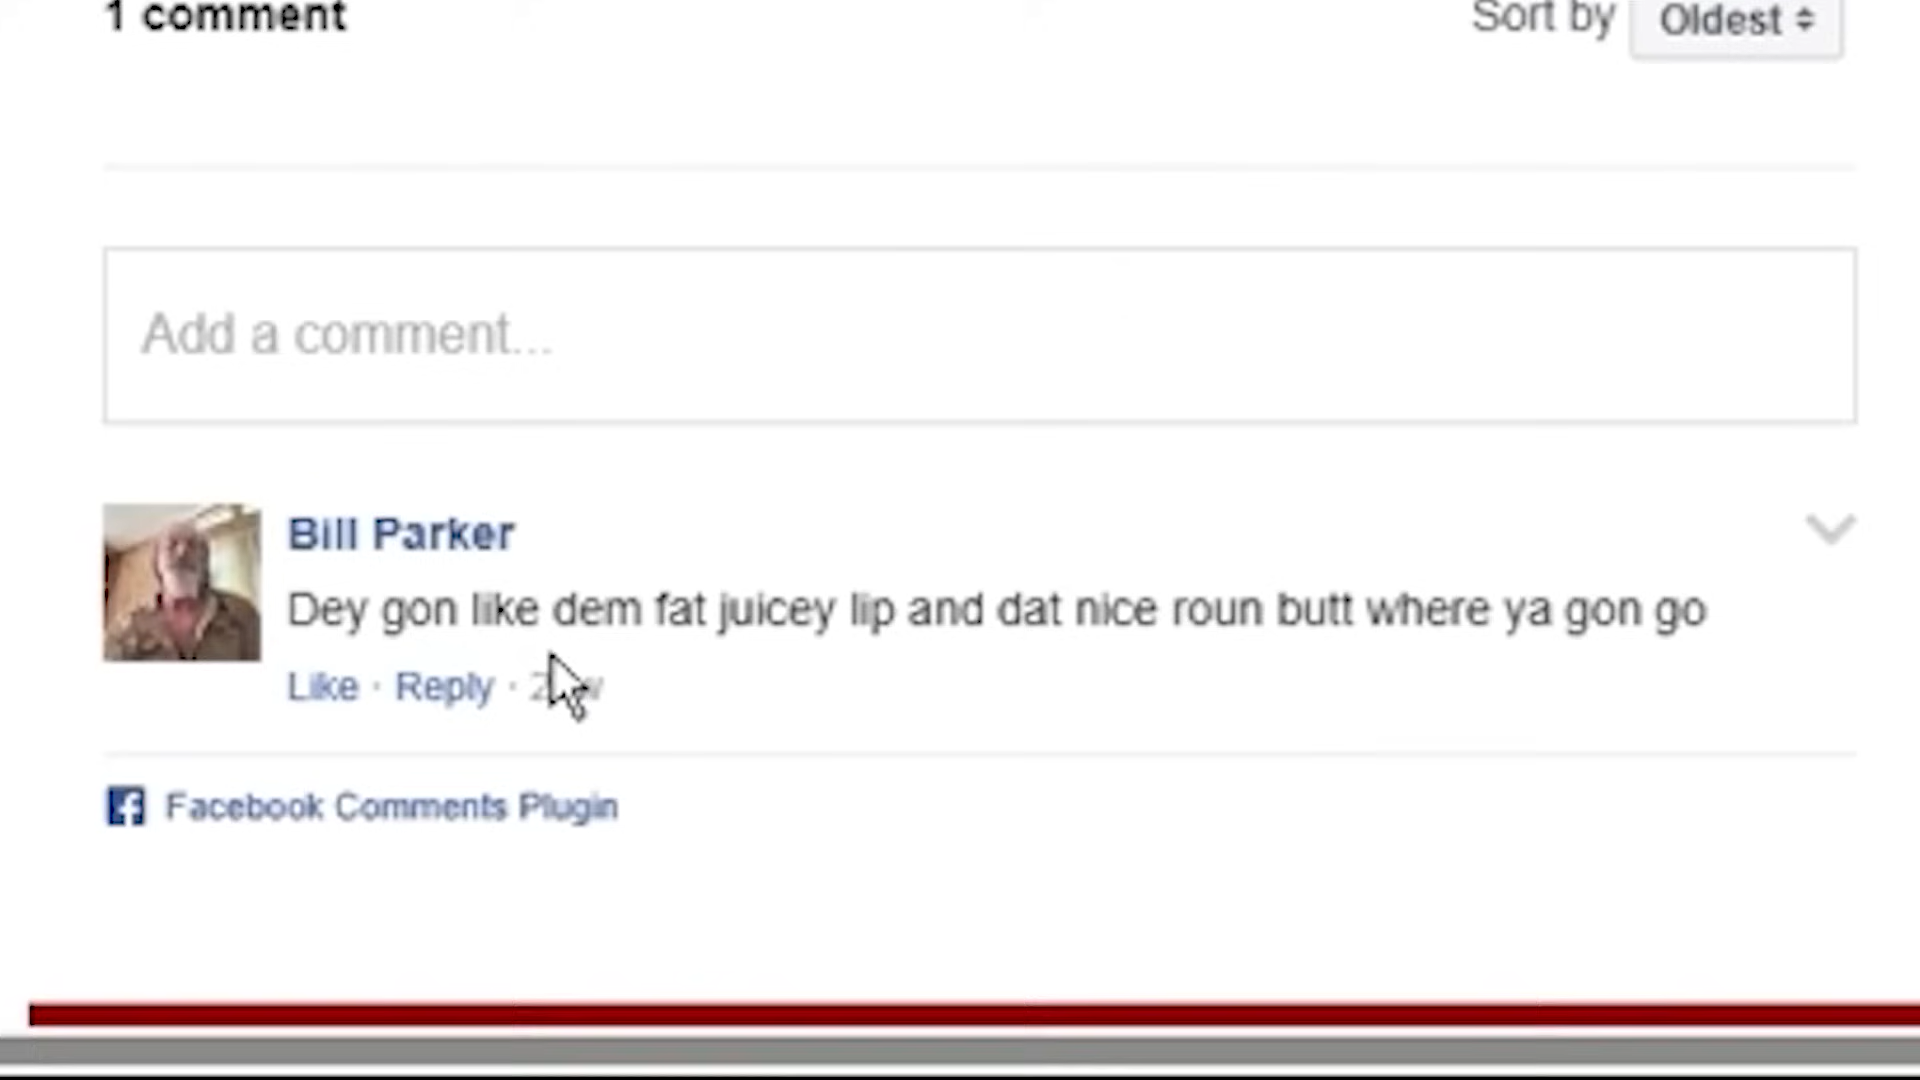 1 comment
Sort by Oldest
Add a comment...
Bill Parker
Dey gon like dem fat juicey lip and dat nice roun butt where ya gon go
Like · Reply ·
Facebook Comments Plugin